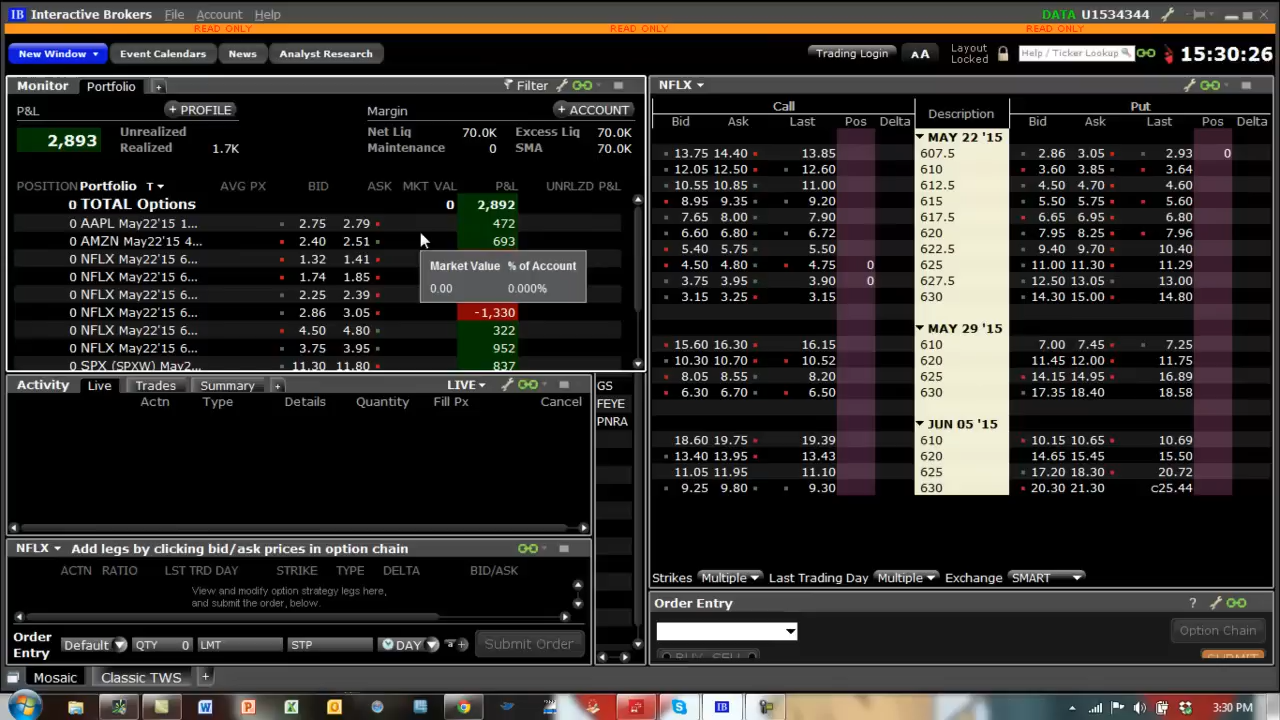 IB Interactive Brokers File Account Help DATA U1534344
READ ONLY READ ONLY READ ONLY
New Window Event Calendars News Analyst Research Trading Login AA Layout Locked Help / Ticker Lookup 15:30:26
Monitor Portfolio + Filter
P&L + PROFILE Margin + ACCOUNT
2,893 Unrealized Net Liq 70.0K Excess Liq 70.0K
Realized 1.7K Maintenance 0 SMA 70.0K
POSITION Portfolio T AVG PX BID ASK MKT VAL P&L UNRLZD P&L
0 TOTAL Options 0 2,892
0 AAPL May22'15 1... 2.75 2.79 472
0 AMZN May22'15 4... 2.40 2.51 693
0 NFLX May22'15 6... 1.32 1.41
0 NFLX May22'15 6... 1.74 1.85
0 NFLX May22'15 6... 2.25 2.39
0 NFLX May22'15 6... 2.86 3.05 -1,330
0 NFLX May22'15 6... 4.50 4.80 322
0 NFLX May22'15 6... 3.75 3.95 952
0 SPX (SPXW) May2... 11.30 11.80 837
Market Value % of Account
0.00 0.000%
Activity Live Trades Summary + LIVE
Actn Type Details Quantity Fill Px Cancel
GS
FEYE
PNRA
NFLX Add legs by clicking bid/ask prices in option chain
ACTN RATIO LST TRD DAY STRIKE TYPE DELTA BID/ASK
View and modify option strategy legs here,
and submit the order, below.
Order Entry Default QTY 0 LMT STP DAY Submit Order
NFLX
Call Description Put
Bid Ask Last Pos Delta Bid Ask Last Pos Delta
MAY 22 '15
13.75 14.40 13.85 607.5 2.86 3.05 2.93 0
12.05 12.50 12.60 610 3.60 3.85 3.64
10.55 10.85 11.00 612.5 4.50 4.70 4.60
8.95 9.35 9.20 615 5.50 5.75 5.60
7.65 8.00 7.90 617.5 6.65 6.95 6.80
6.60 6.80 6.72 620 7.95 8.25 7.96
5.40 5.75 5.50 622.5 9.40 9.70 10.40
4.50 4.80 4.75 0 625 11.00 11.30 11.29
3.75 3.95 3.90 0 627.5 12.50 13.05 13.00
3.15 3.25 3.15 630 14.30 15.00 14.80
MAY 29 '15
15.60 16.30 16.15 610 7.00 7.45 7.25
10.30 10.70 10.52 620 11.45 12.00 11.75
8.05 8.55 8.20 625 14.15 14.95 16.89
6.30 6.70 6.50 630 17.35 18.40 18.58
JUN 05 '15
18.60 19.75 19.39 610 10.15 10.65 10.69
13.40 13.95 13.43 620 14.65 15.45 15.50
11.05 11.95 11.10 625 17.20 18.30 20.72
9.25 9.80 9.30 630 20.30 21.30 c25.44
Strikes Multiple Last Trading Day Multiple Exchange SMART
Order Entry ?
Option Chain
BUY SELL SUBMIT
Mosaic Classic TWS +
3:30 PM